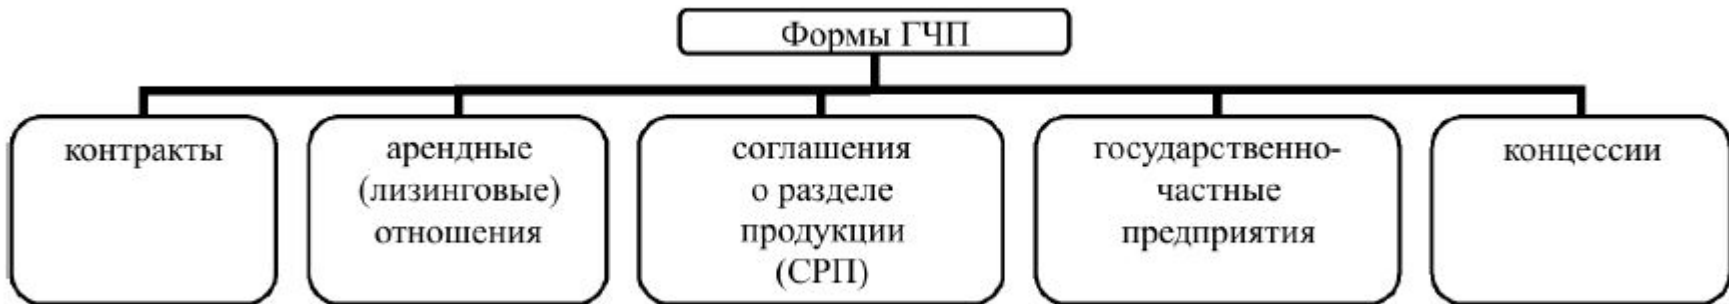 Формы ГЧП
контракты
арендные
(лизинговые)
отношения
соглашения
о разделе
продукции
(СРП)
государственно-
частные
предприятия
концессии